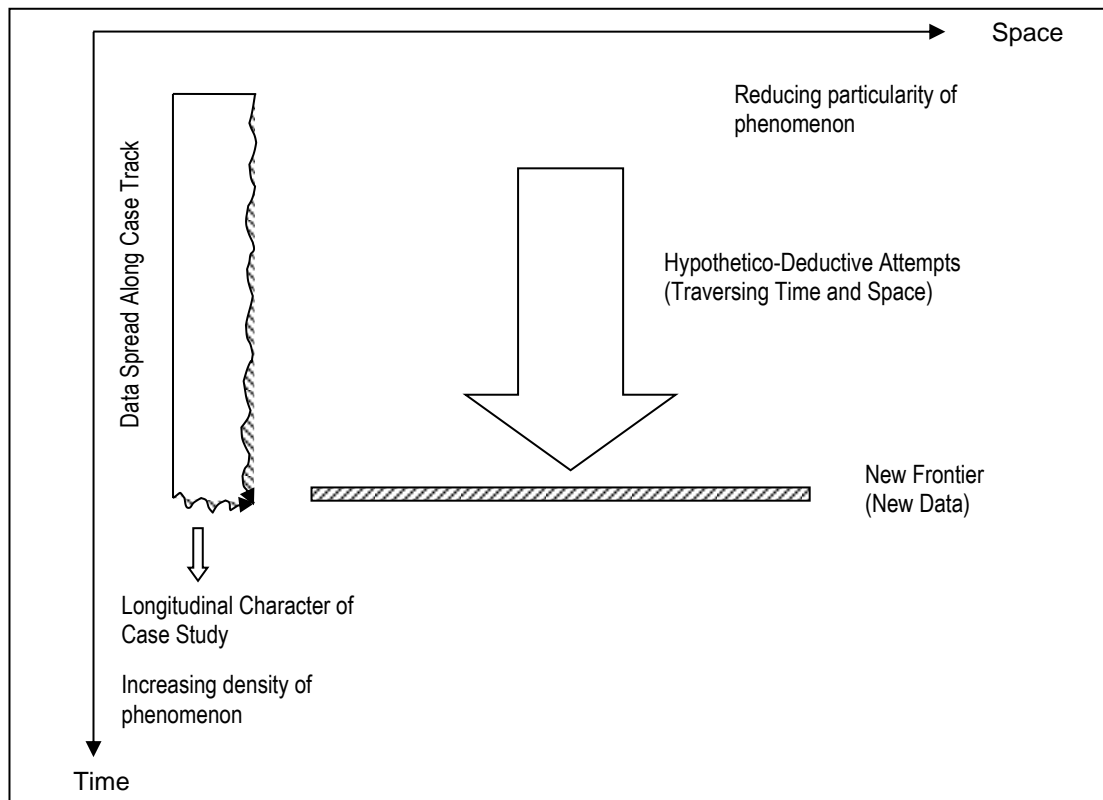 Space
Reducing particularity of
phenomenon
Data Spread Along Case Track
Hypothetico-Deductive Attempts
(Traversing Time and Space)
New Frontier
(New Data)
Longitudinal Character of
Case Study
Increasing density of
phenomenon
Time